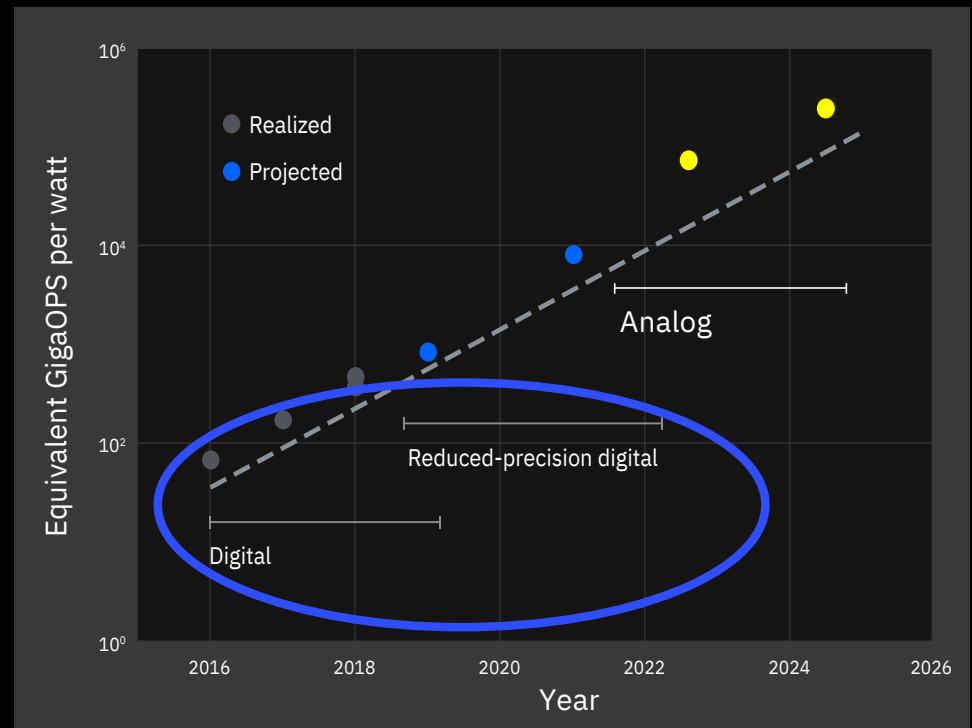 10⁶
Realized
Projected
Equivalent GigaOPS per watt
10⁴
Analog
10²
Reduced-precision digital
Digital
10⁰
2016 2018 2020 2022 2024 2026
Year